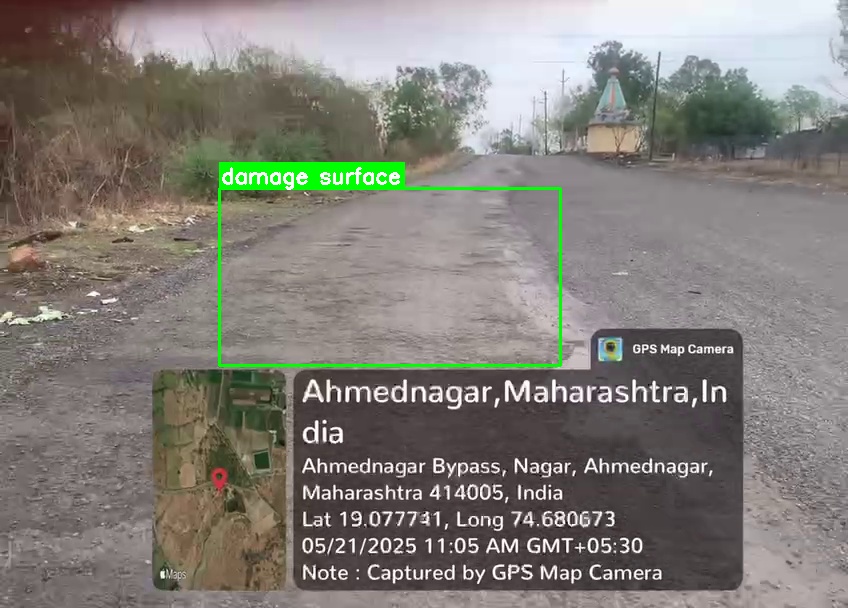 damage surface
GPS Map Camera
Ahmednagar,Maharashtra,In
dia
Ahmednagar Bypass, Nagar, Ahmednagar,
Maharashtra 414005, India
Lat 19.077741, Long 74.680673
05/21/2025 11:05 AM GMT+05:30
Note : Captured by GPS Map Camera
Maps